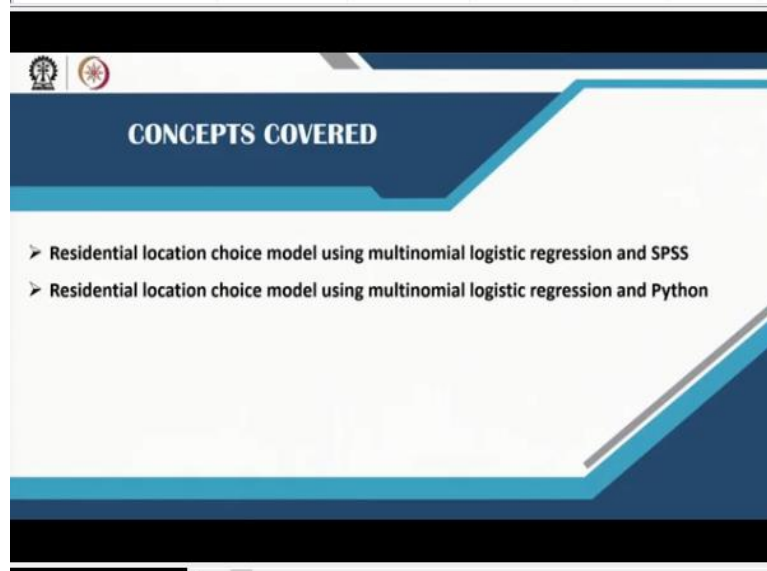 CONCEPTS COVERED
➢ Residential location choice model using multinomial logistic regression and SPSS
➢ Residential location choice model using multinomial logistic regression and Python